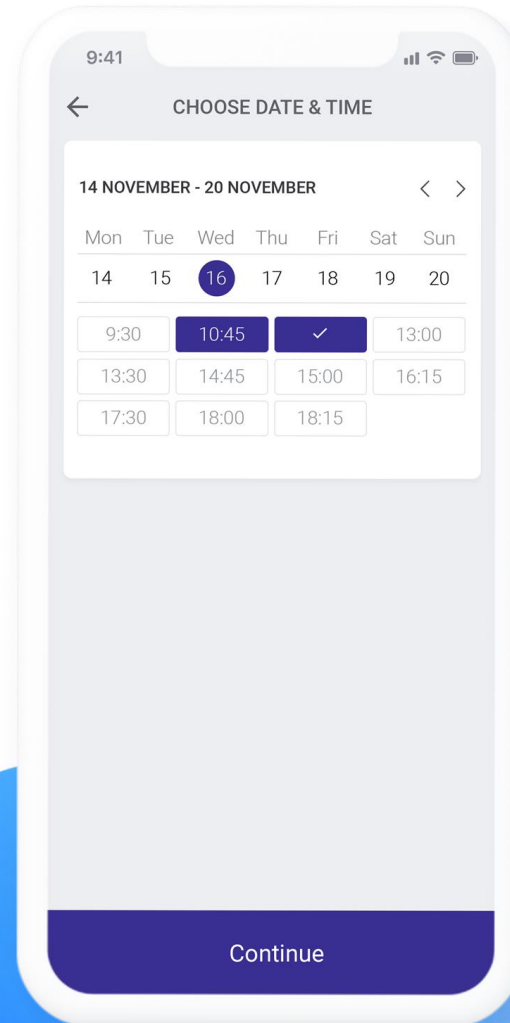 9:41
CHOOSE DATE & TIME
14 NOVEMBER - 20 NOVEMBER
Mon Tue Wed Thu Fri Sat Sun
14 15 16 17 18 19 20
9:30 10:45 13:00
13:30 14:45 15:00 16:15
17:30 18:00 18:15
Continue